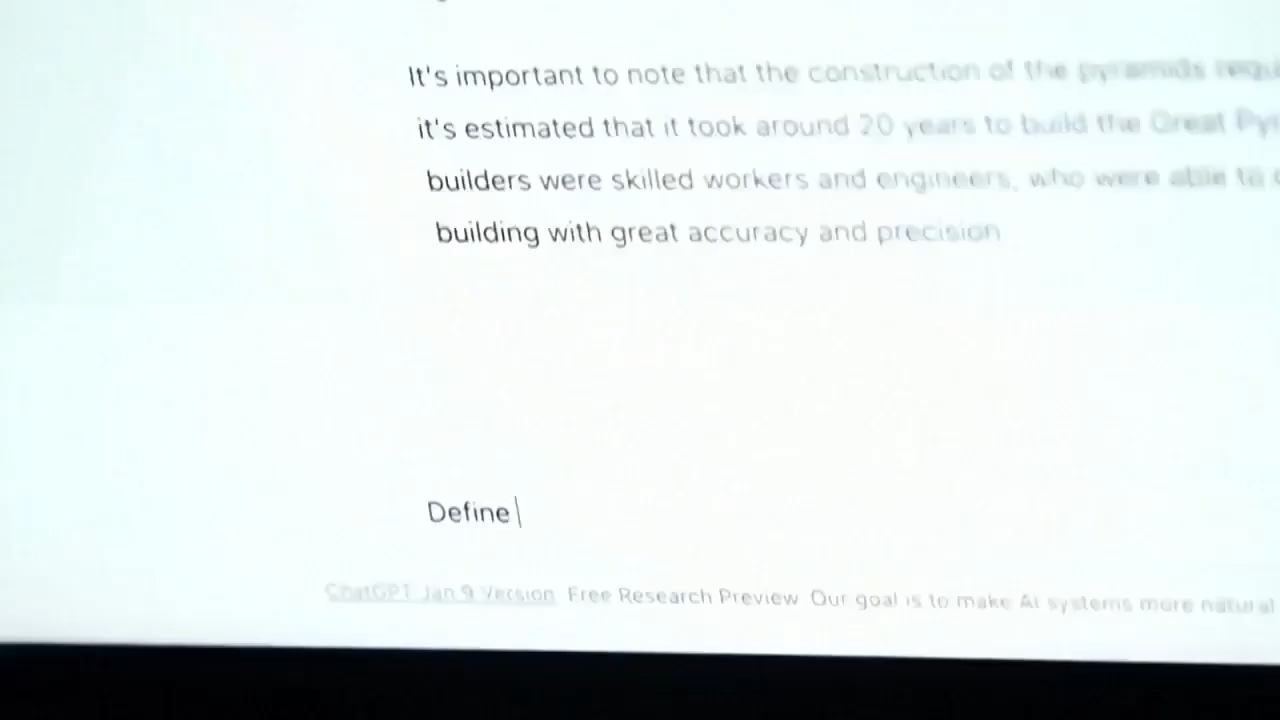 It's important to note that the construction of the pyramids
it's estimated that it took around 20 years to build the Great
builders were skilled workers and engineers, who were able to
building with great accuracy and precision
Define
ChatGPT Jan 9 Version Free Research Preview Our goal is to make AI systems more natural